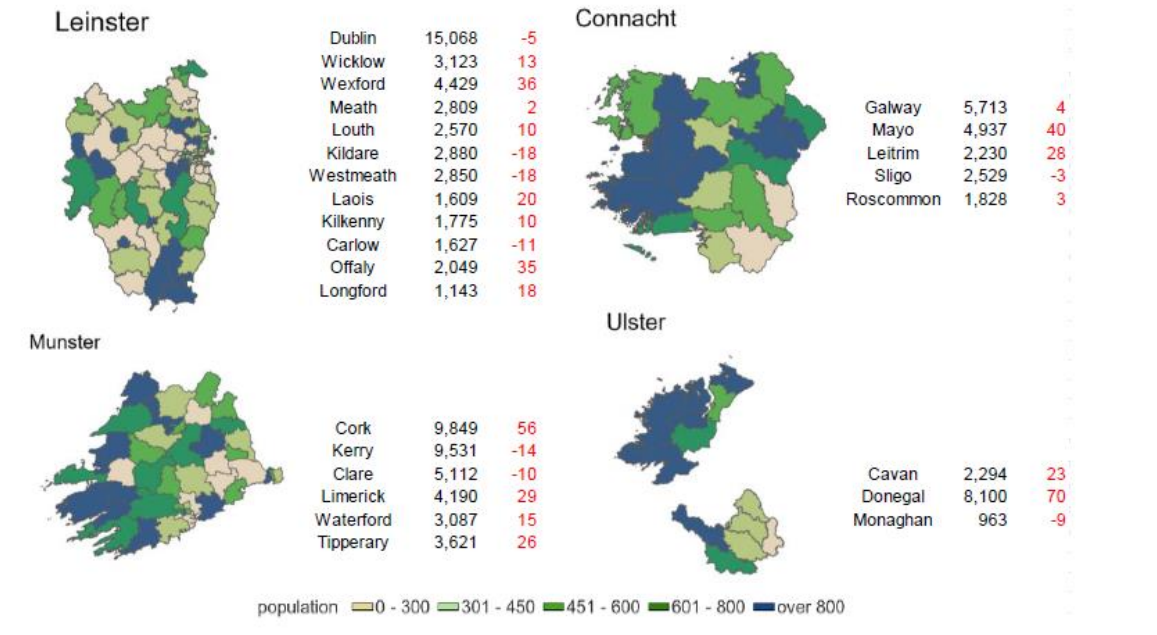 Leinster
Dublin 15,068 -5
Wicklow 3,123 13
Wexford 4,429 36
Meath 2,809 2
Louth 2,570 10
Kildare 2,880 -18
Westmeath 2,850 -18
Laois 1,609 20
Kilkenny 1,775 10
Carlow 1,627 -11
Offaly 2,049 35
Longford 1,143 18
Connacht
Galway 5,713 4
Mayo 4,937 40
Leitrim 2,230 28
Sligo 2,529 -3
Roscommon 1,828 3
Munster
Cork 9,849 56
Kerry 9,531 -14
Clare 5,112 -10
Limerick 4,190 29
Waterford 3,087 15
Tipperary 3,621 26
Ulster
Cavan 2,294 23
Donegal 8,100 70
Monaghan 963 -9
population 0 - 300 301 - 450 451 - 600 601 - 800 over 800